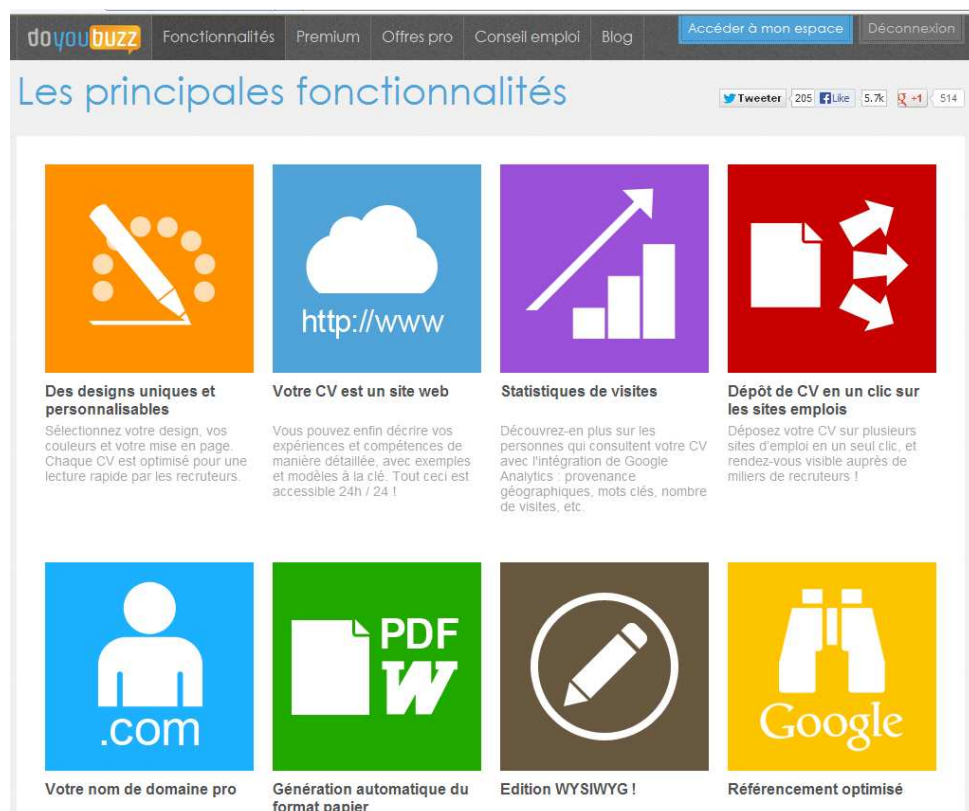 doyoubuzz Fonctionnalités Premium Offres pro Conseil emploi Blog Accéder à mon espace Déconnexion
Les principales fonctionnalités
Tweeter 205 Like 5.7k +1 514
http://www
Des designs uniques et
personnalisables
Sélectionnez votre design, vos
couleurs et votre mise en page.
Chaque CV est optimisé pour une
lecture rapide par les recruteurs.
Votre CV est un site web
Vous pouvez enfin décrire vos
expériences et compétences de
manière détaillée, avec exemples
et modèles à la clé. Tout ceci est
accessible 24h / 24 !
Statistiques de visites
Découvrez-en plus sur les
personnes qui consultent votre CV
avec l'intégration de Google
Analytics : provenance
géographiques, mots clés, nombre
de visites, etc.
Dépôt de CV en un clic sur
les sites emplois
Déposez votre CV sur plusieurs
sites d'emploi en un seul clic, et
rendez-vous visible auprès de
miliers de recruteurs !
.com
PDF
W
Google
Votre nom de domaine pro
Génération automatique du
format papier
Edition WYSIWYG !
Référencement optimisé